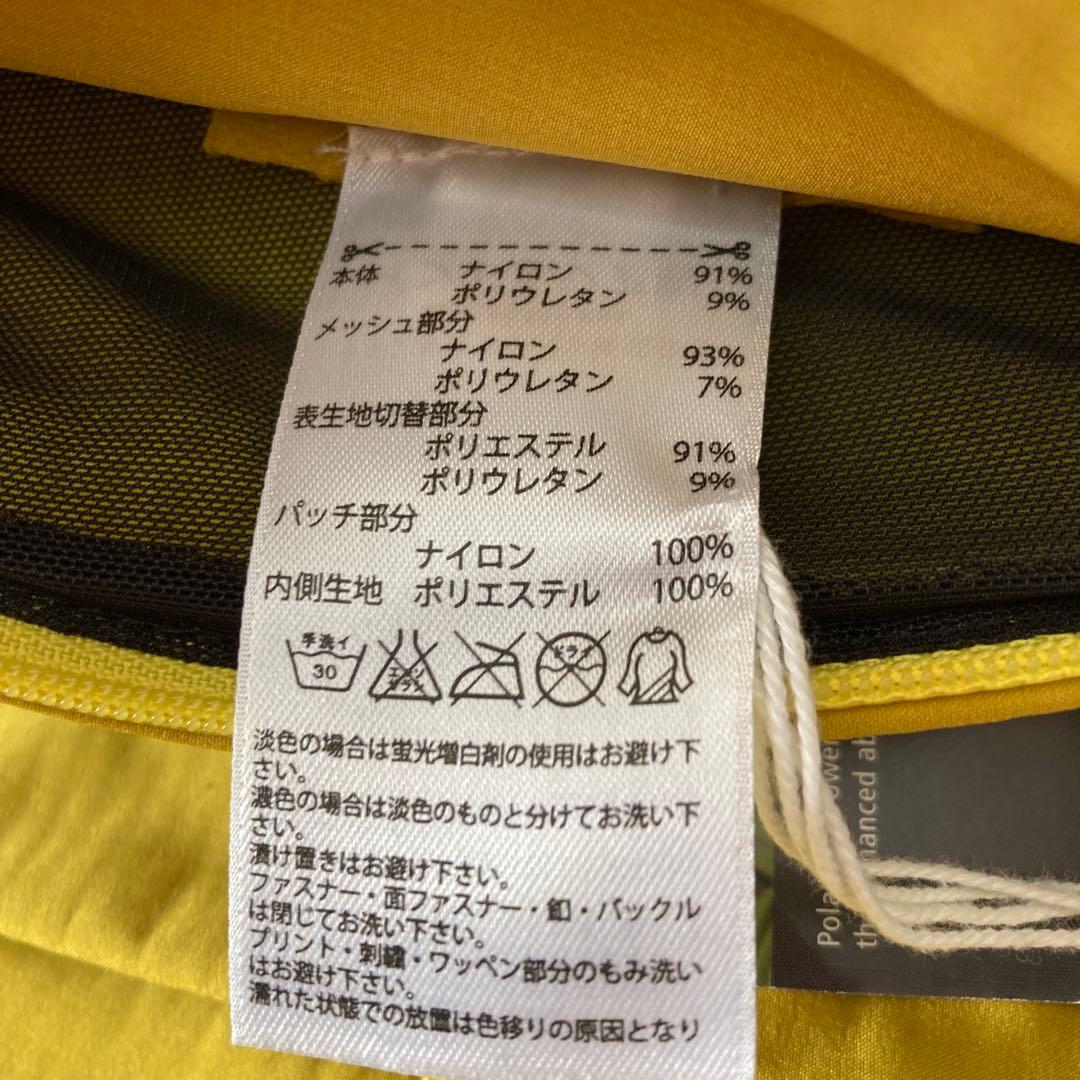 本体 ナイロン 91%
ポリウレタン 9%
メッシュ部分
ナイロン 93%
ポリウレタン 7%
表生地切替部分
ポリエステル 91%
ポリウレタン 9%
パッチ部分
ナイロン 100%
内側生地 ポリエステル 100%
手洗イ
30
エンソ
サラシ
ドライ
淡色の場合は蛍光増白剤の使用はお避け下
さい。
濃色の場合は淡色のものと分けてお洗い下
さい。
漬け置きはお避け下さい。
ファスナー・面ファスナー・釦・バックル
は閉じてお洗い下さい。
プリント・刺繍・ワッペン部分のもみ洗い
はお避け下さい。
濡れた状態での放置は色移りの原因となり